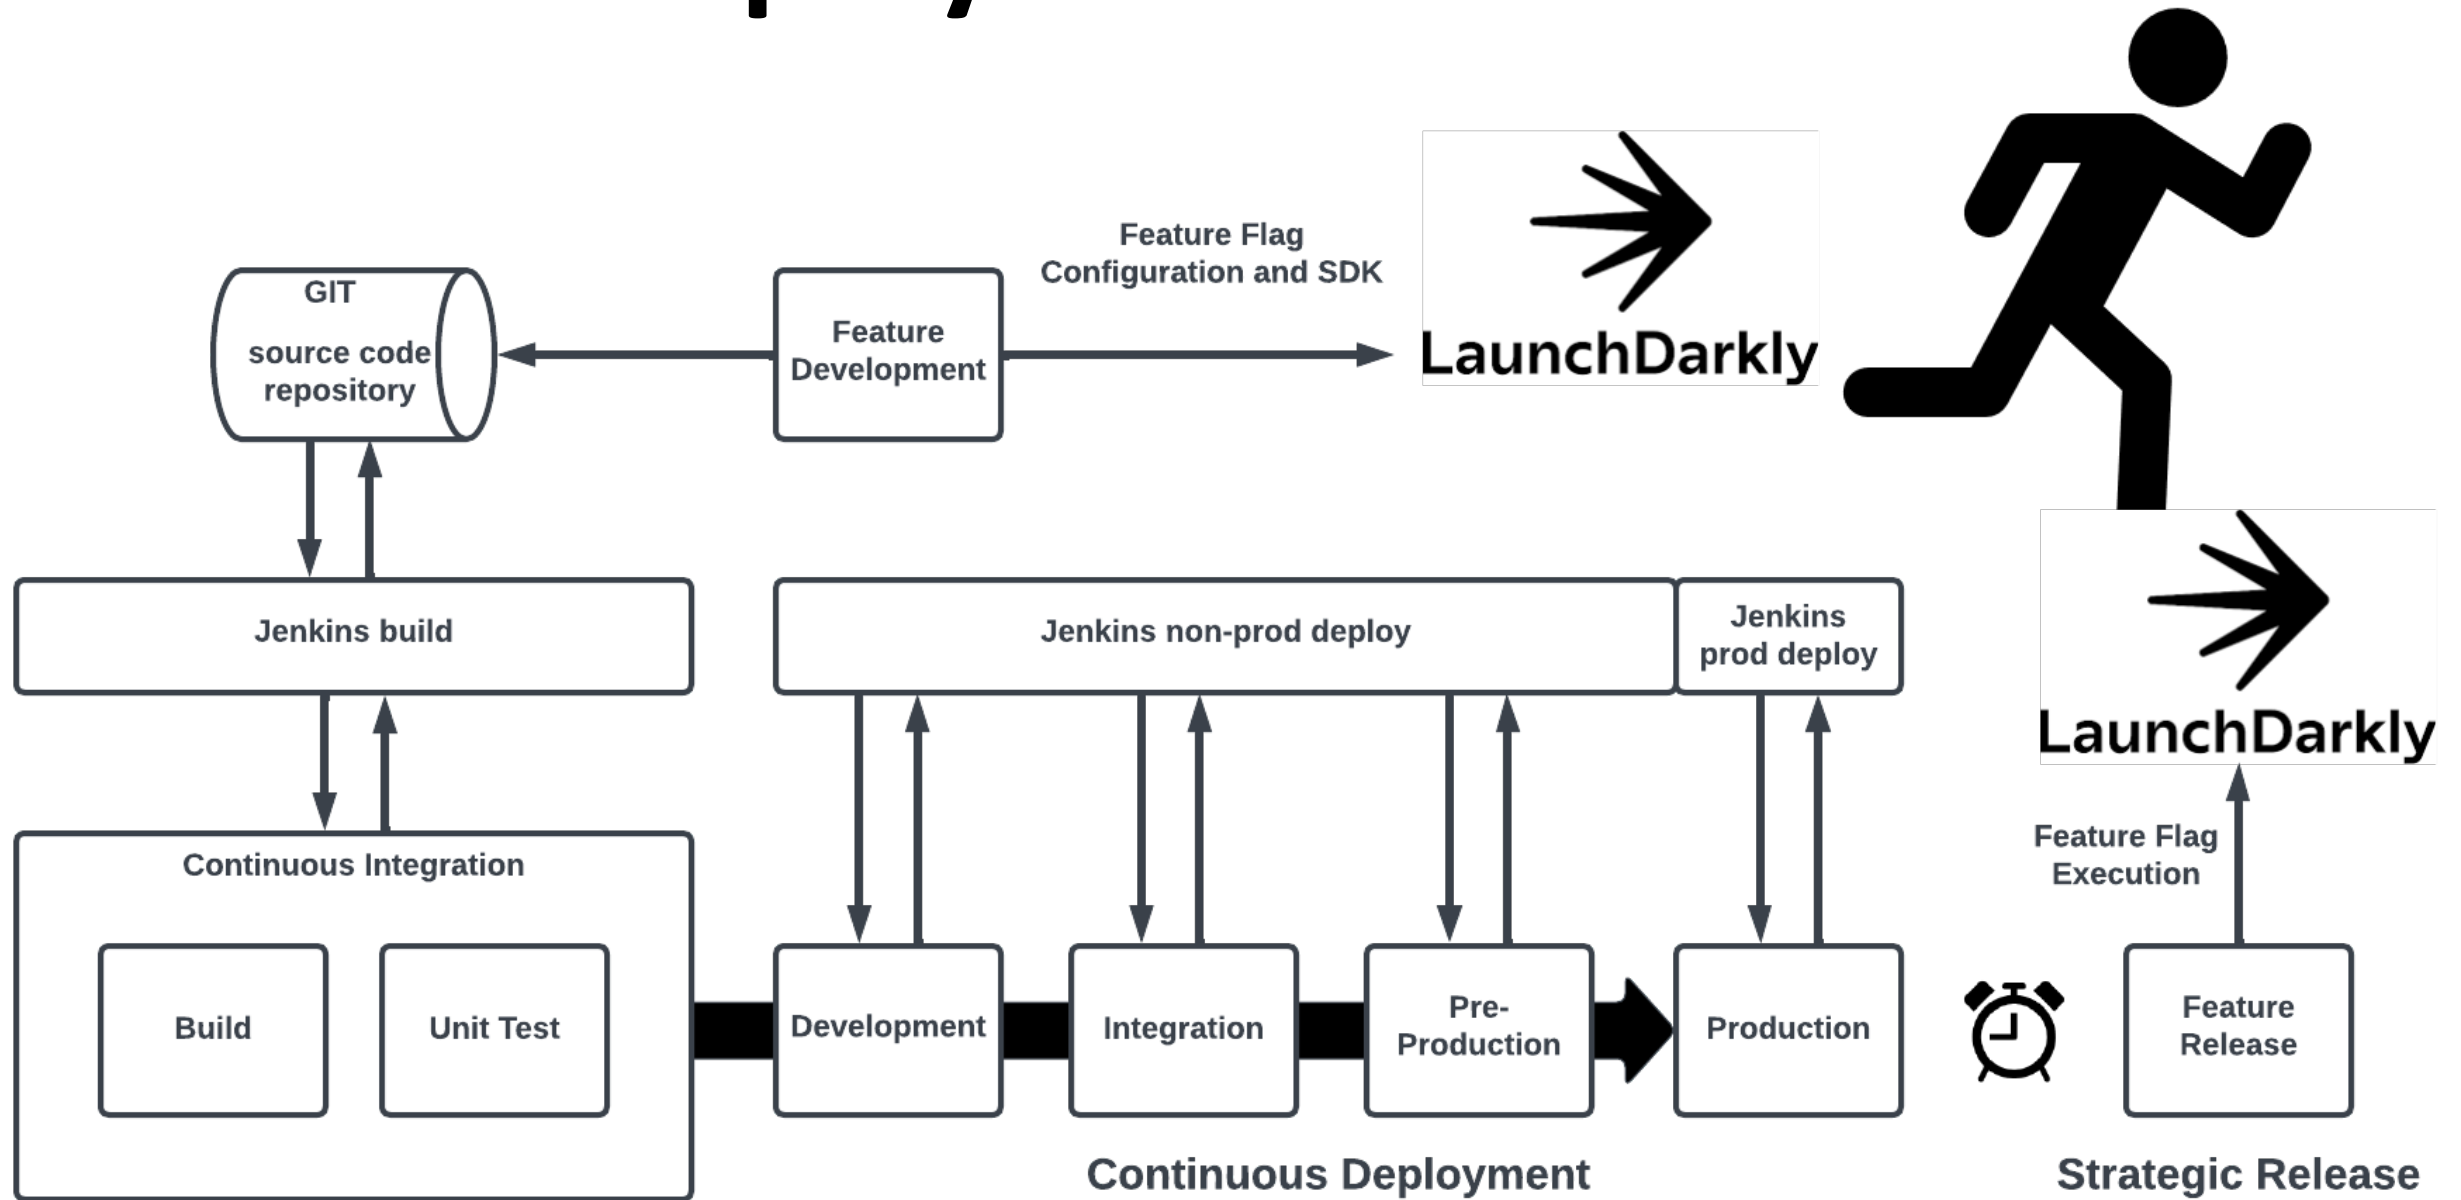 Feature Flag
Configuration and SDK
LaunchDarkly
GIT
source code
repository
Feature
Development
Jenkins build
Jenkins non-prod deploy
Jenkins
prod deploy
LaunchDarkly
Feature Flag
Execution
Continuous Integration
Build
Unit Test
Development
Integration
Pre-
Production
Production
Feature
Release
Continuous Deployment
Strategic Release